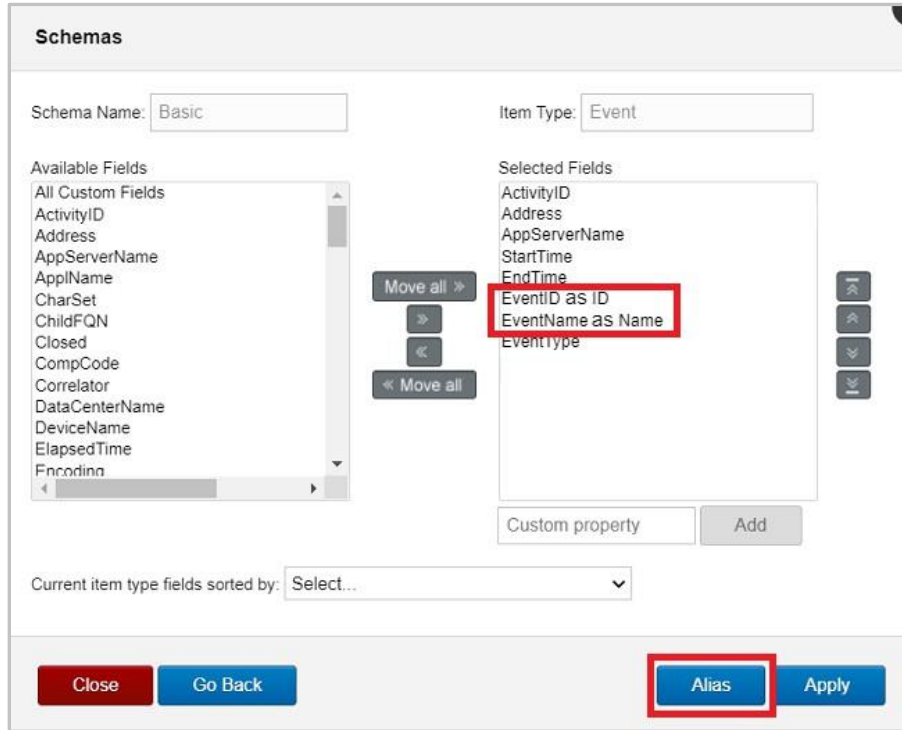 Schemas
Schema Name: Basic
Item Type: Event
Available Fields
All Custom Fields
ActivityID
Address
AppServerName
ApplName
CharSet
ChildFQN
Closed
CompCode
Correlator
DataCenterName
DeviceName
ElapsedTime
Encoding
Move all »
»
«
« Move all
Selected Fields
ActivityID
Address
AppServerName
StartTime
EndTime
EventID as ID
EventName as Name
EventType
Custom property
Add
Current item type fields sorted by: Select...
Close
Go Back
Alias
Apply